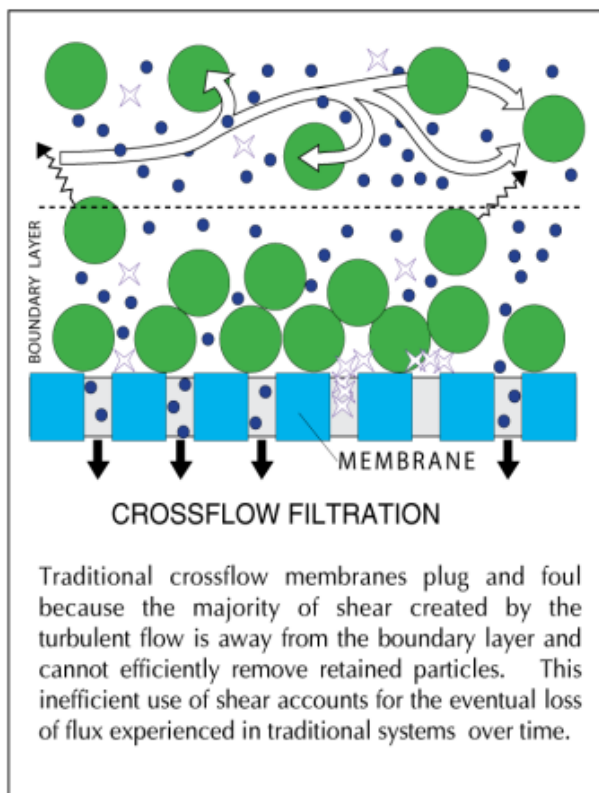 BOUNDARY LAYER
MEMBRANE
CROSSFLOW FILTRATION
Traditional crossflow membranes plug and foul
because the majority of shear created by the
turbulent flow is away from the boundary layer and
cannot efficiently remove retained particles. This
inefficient use of shear accounts for the eventual loss
of flux experienced in traditional systems over time.